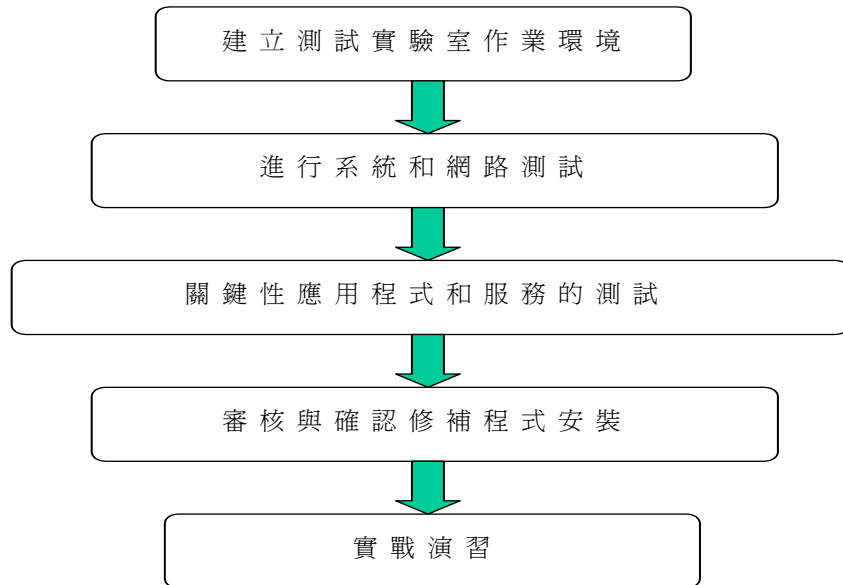 建立測試實驗室作業環境
進行系統和網路測試
關鍵性應用程式和服務的測試
審核與確認修補程式安裝
實戰演習